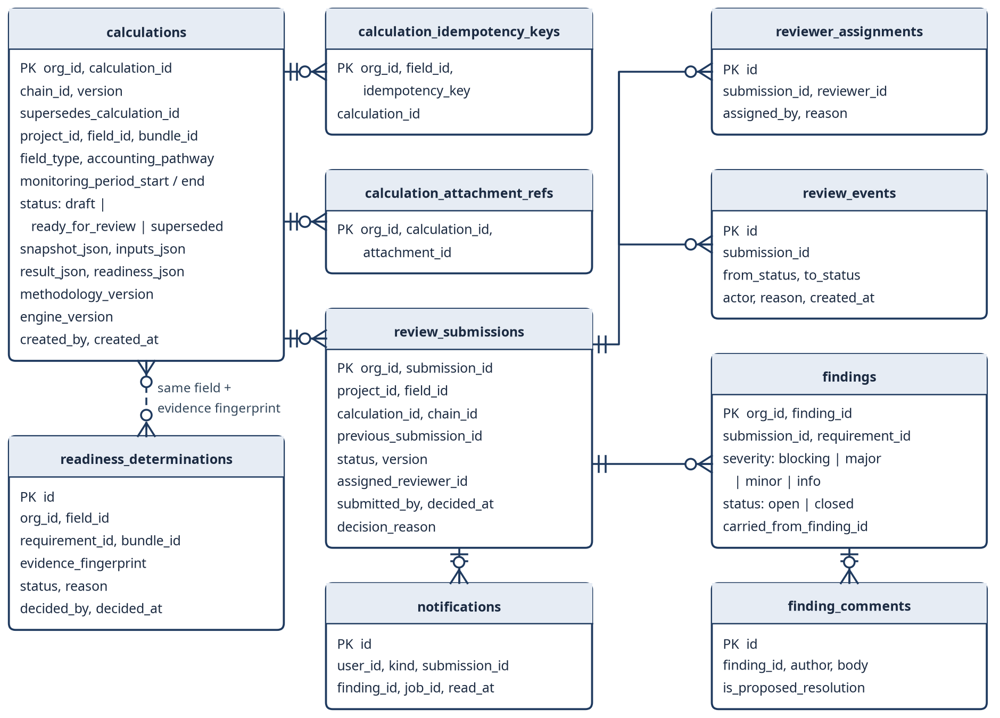 calculations
PK  org_id, calculation_id
chain_id, version
supersedes_calculation_id
project_id, field_id, bundle_id
field_type, accounting_pathway
monitoring_period_start / end
status: draft |
ready_for_review | superseded
snapshot_json, inputs_json
result_json, readiness_json
methodology_version
engine_version
created_by, created_at
same field +
evidence fingerprint
readiness_determinations
PK  id
org_id, field_id
requirement_id, bundle_id
evidence_fingerprint
status, reason
decided_by, decided_at
calculation_idempotency_keys
PK  org_id, field_id,
idempotency_key
calculation_id
calculation_attachment_refs
PK  org_id, calculation_id,
attachment_id
review_submissions
PK  org_id, submission_id
project_id, field_id
calculation_id, chain_id
previous_submission_id
status, version
assigned_reviewer_id
submitted_by, decided_at
decision_reason
notifications
PK  id
user_id, kind, submission_id
finding_id, job_id, read_at
reviewer_assignments
PK  id
submission_id, reviewer_id
assigned_by, reason
review_events
PK  id
submission_id
from_status, to_status
actor, reason, created_at
findings
PK  org_id, finding_id
submission_id, requirement_id
severity: blocking | major
| minor | info
status: open | closed
carried_from_finding_id
finding_comments
PK  id
finding_id, author, body
is_proposed_resolution